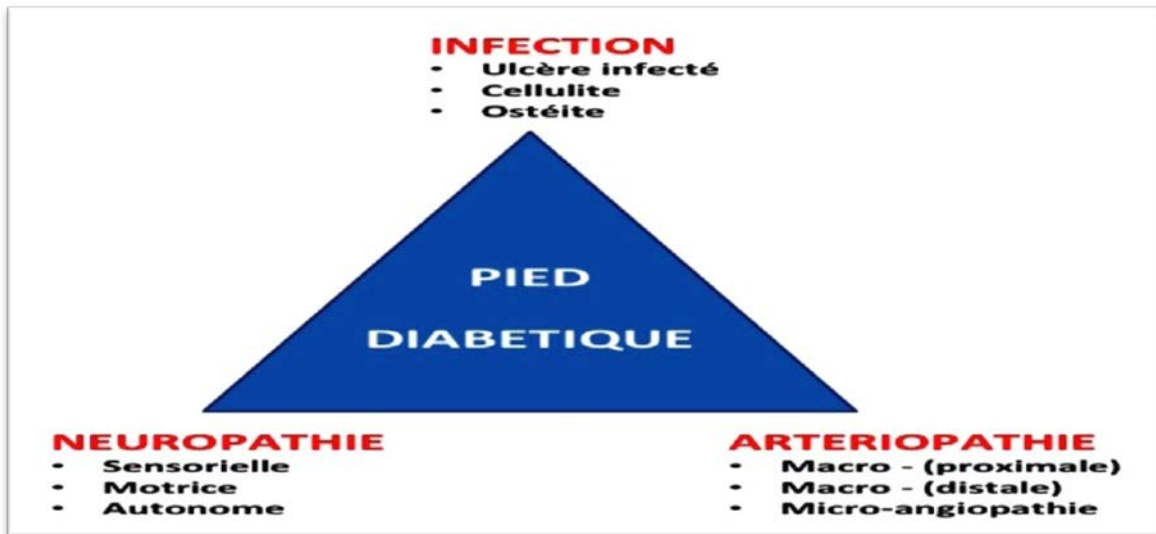 INFECTION
• Ulcère infecté
• Cellulite
• Ostéite
PIED
DIABETIQUE
NEUROPATHIE
• Sensorielle
• Motrice
• Autonome
ARTERIOPATHIE
• Macro - (proximale)
• Macro - (distale)
• Micro-angiopathie